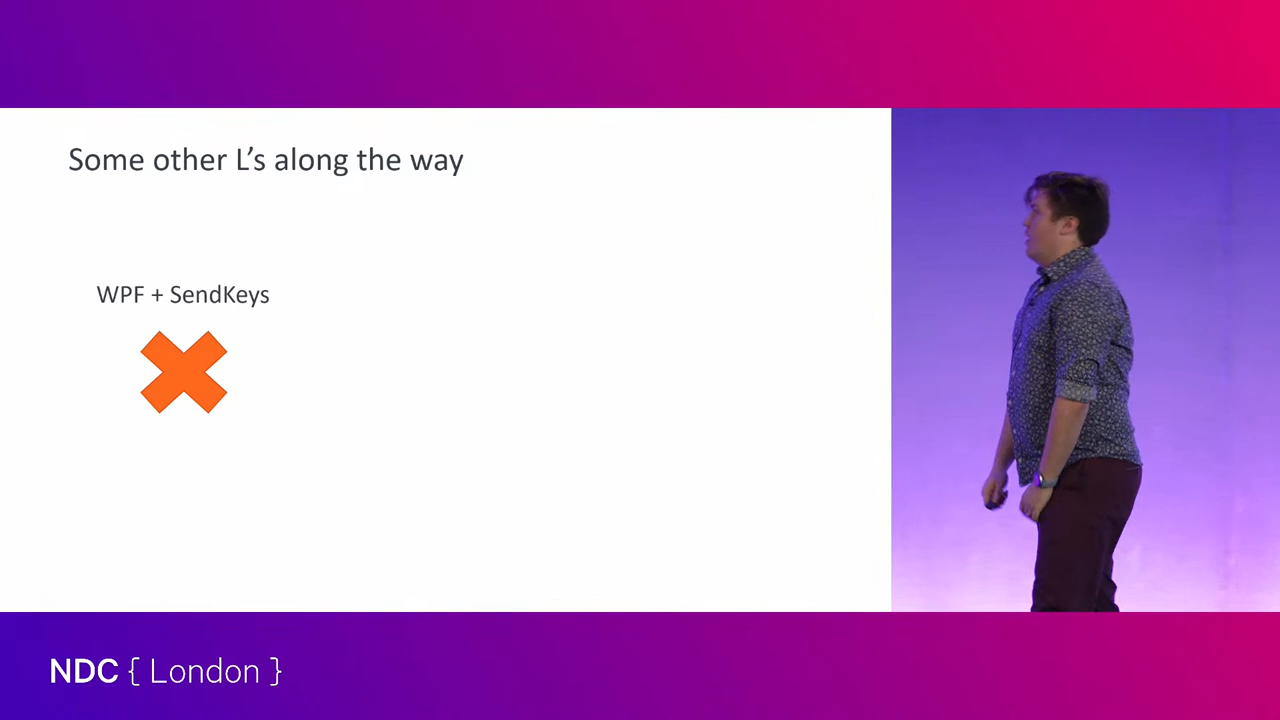 Some other L’s along the way
WPF + SendKeys
NDC { London }